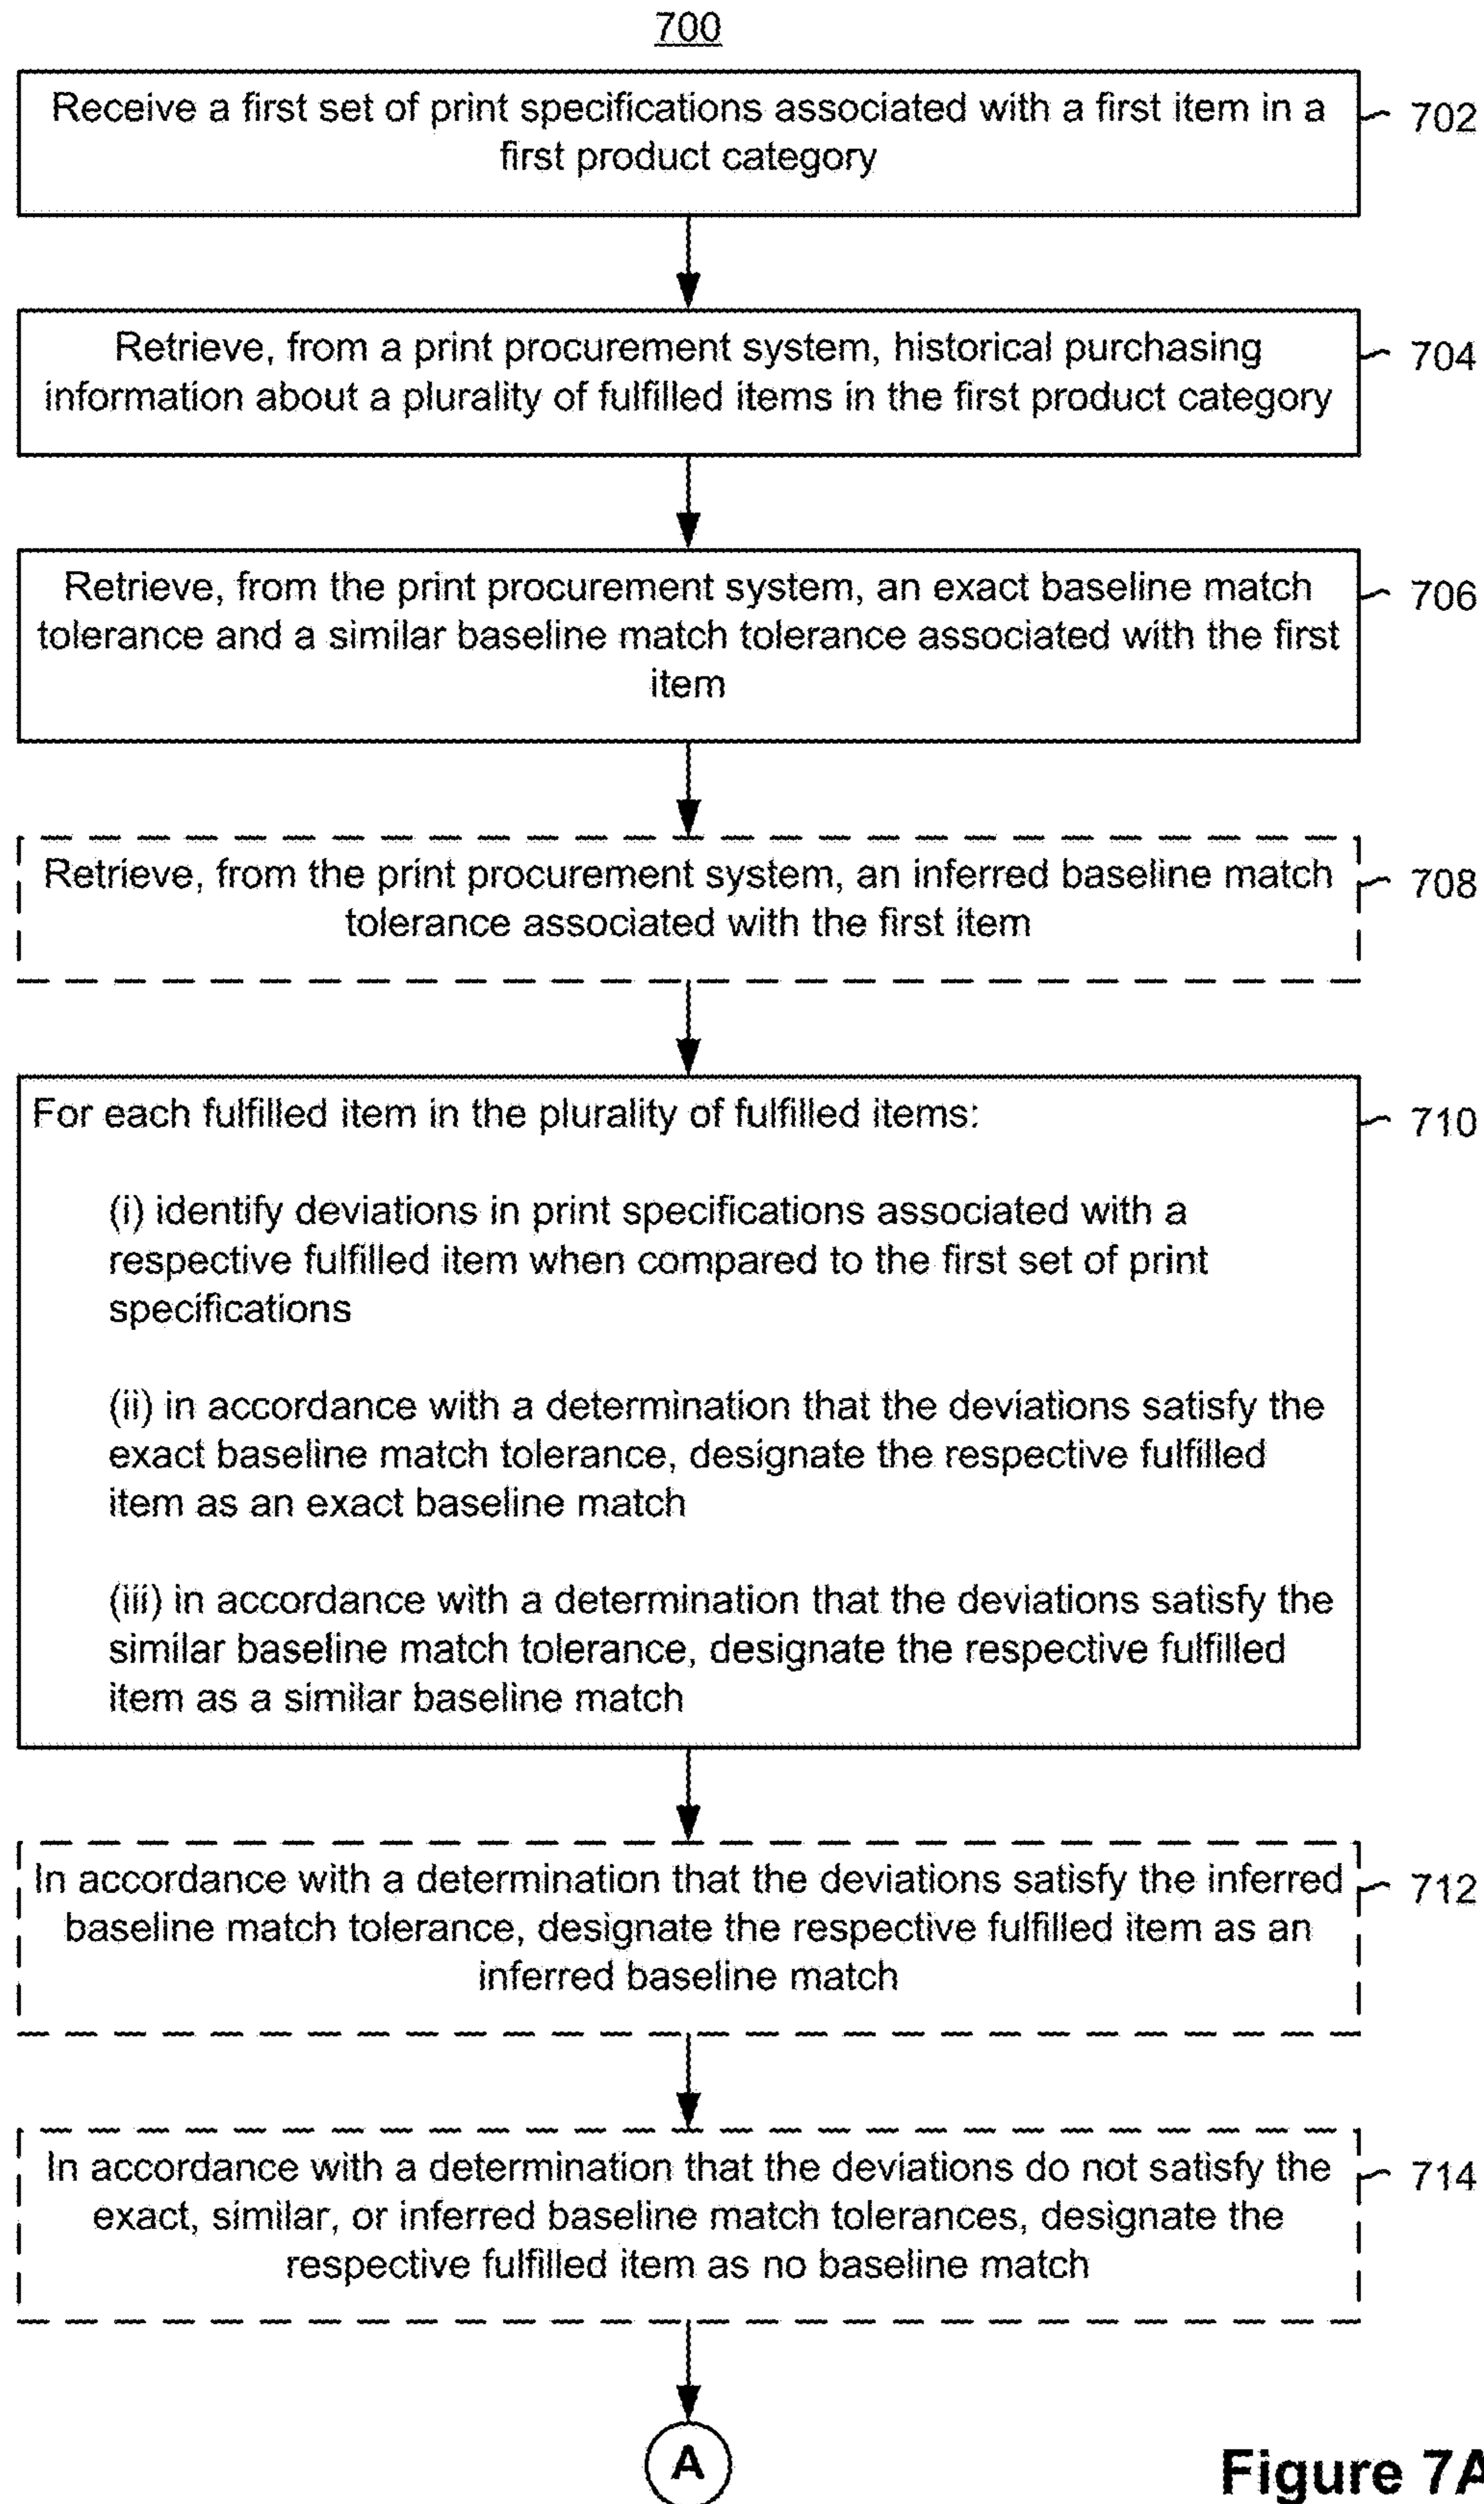 700
Receive a first set of print specifications associated with a first item in a
first product category
702
Retrieve, from a print procurement system, historical purchasing
information about a plurality of fulfilled items in the first product category
704
Retrieve, from the print procurement system, an exact baseline match
tolerance and a similar baseline match tolerance associated with the first
item
706
Retrieve, from the print procurement system, an inferred baseline match
tolerance associated with the first item
708
For each fulfilled item in the plurality of fulfilled items:
710
(i) identify deviations in print specifications associated with a
respective fulfilled item when compared to the first set of print
specifications
(ii) in accordance with a determination that the deviations satisfy the
exact baseline match tolerance, designate the respective fulfilled
item as an exact baseline match
(iii) in accordance with a determination that the deviations satisfy the
similar baseline match tolerance, designate the respective fulfilled
item as a similar baseline match
In accordance with a determination that the deviations satisfy the inferred
baseline match tolerance, designate the respective fulfilled item as an
inferred baseline match
712
In accordance with a determination that the deviations do not satisfy the
exact, similar, or inferred baseline match tolerances, designate the
respective fulfilled item as no baseline match
714
A
Figure 7A